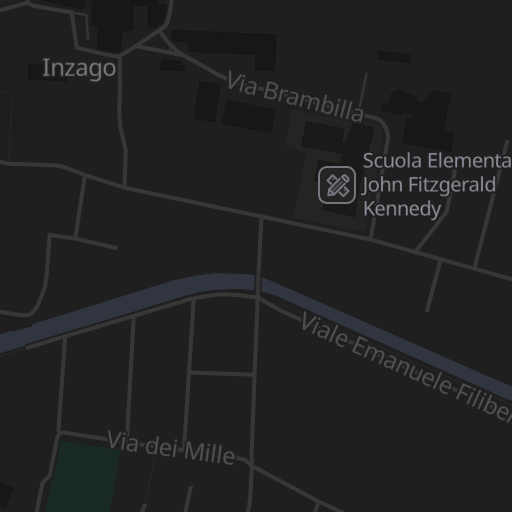 Inzago
Via Brambilla
Scuola Elementa
John Fitzgerald
Kennedy
Viale Emanuele Filiber
Via dei Mille